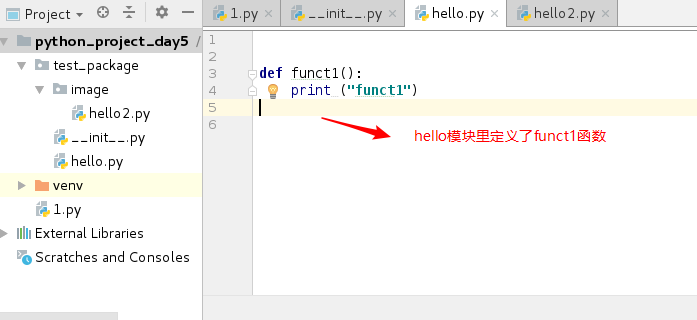 Project
1.py
__init__.py
hello.py
hello2.py
python_project_day5 /
test_package
image
hello2.py
__init__.py
hello.py
venv
1.py
External Libraries
Scratches and Consoles
1
2
3 def funct1():
4 print ("funct1")
5
6
hello模块里定义了funct1函数